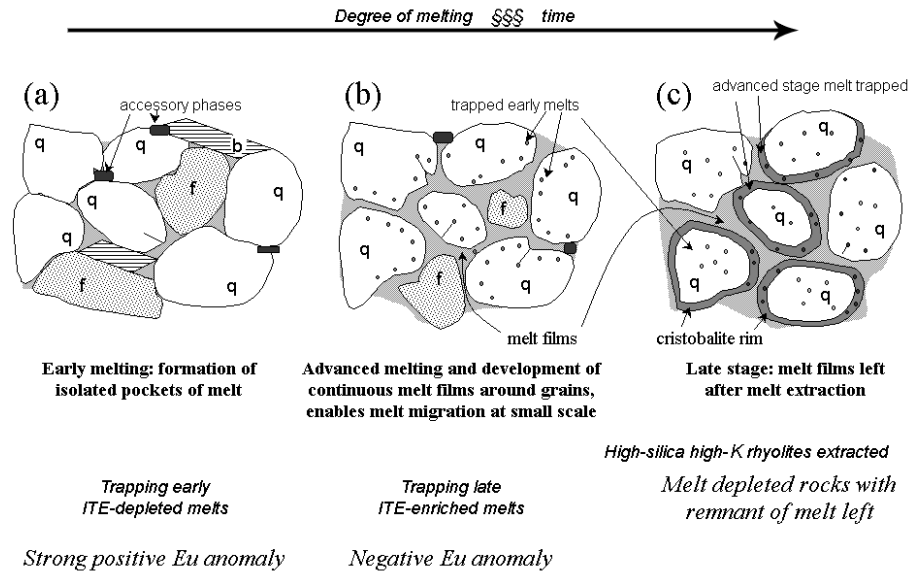 Degree of melting §§§ time
(a)
accessory phases
q
q
b
q
f
q
q
f
q
(b)
trapped early melts
q
q
q
q
f
q
q
f
melt films
(c)
advanced stage melt trapped
q
q
q
q
q
q
cristobalite rim
Early melting: formation of
isolated pockets of melt
Advanced melting and development of
continuous melt films around grains,
enables melt migration at small scale
Late stage: melt films left
after melt extraction
Trapping early
ITE-depleted melts
Strong positive Eu anomaly
Trapping late
ITE-enriched melts
Negative Eu anomaly
High-silica high-K rhyolites extracted
Melt depleted rocks with
remnant of melt left